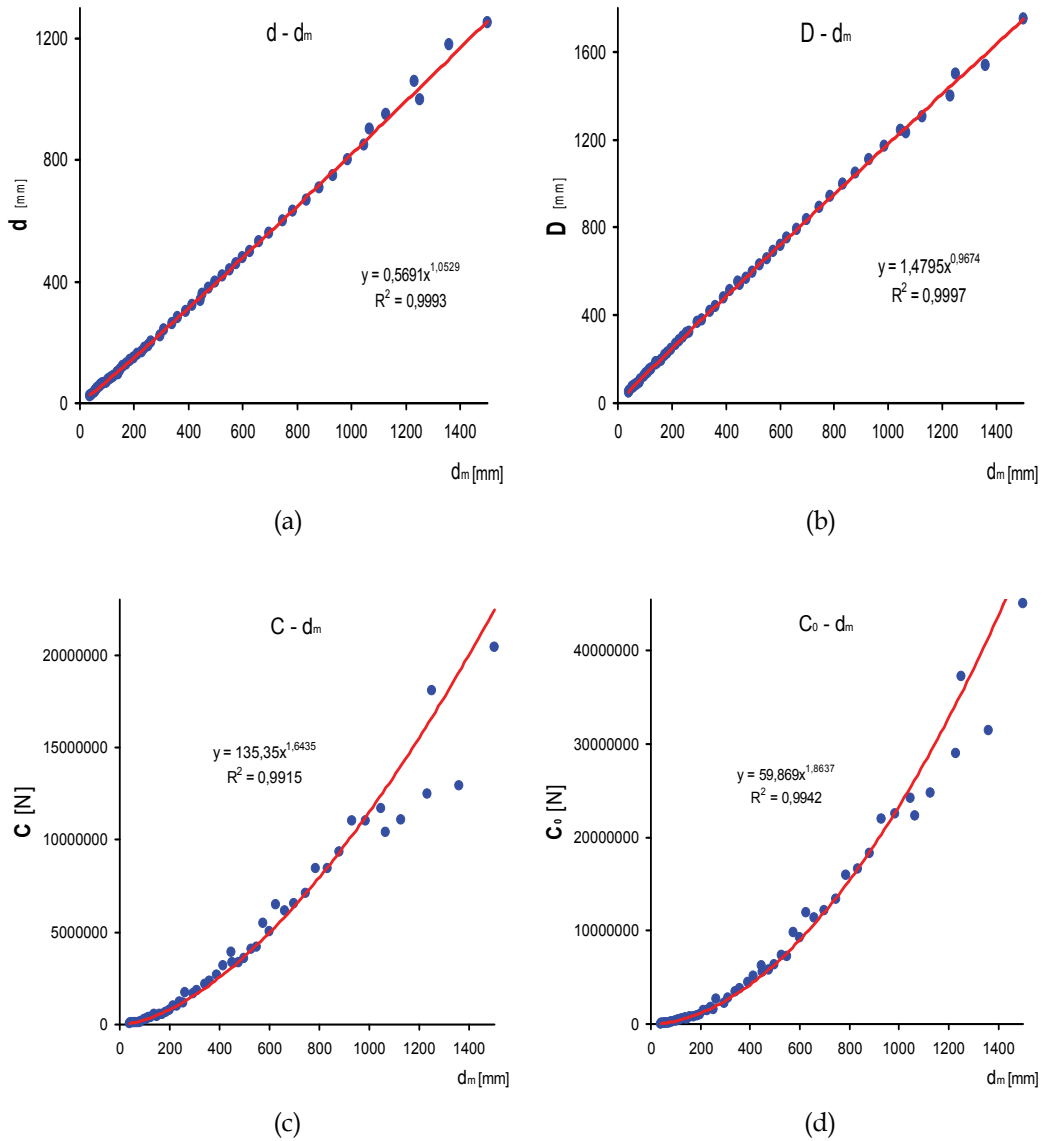 d - dm
D - dm
1200
800
400
0
d [mm]
y = 0,5691x^1,0529
R² = 0,9993
0 200 400 600 800 1000 1200 1400
dm [mm]
(a)
1600
1200
800
400
0
D [mm]
y = 1,4795x^0,9674
R² = 0,9997
0 200 400 600 800 1000 1200 1400
dm [mm]
(b)
C - dm
20000000
15000000
10000000
5000000
0
C [N]
y = 135,35x^1,6435
R² = 0,9915
0 200 400 600 800 1000 1200 1400
dm [mm]
(c)
C₀ - dm
40000000
30000000
20000000
10000000
0
C₀ [N]
y = 59,869x^1,8637
R² = 0,9942
0 200 400 600 800 1000 1200 1400
dm [mm]
(d)